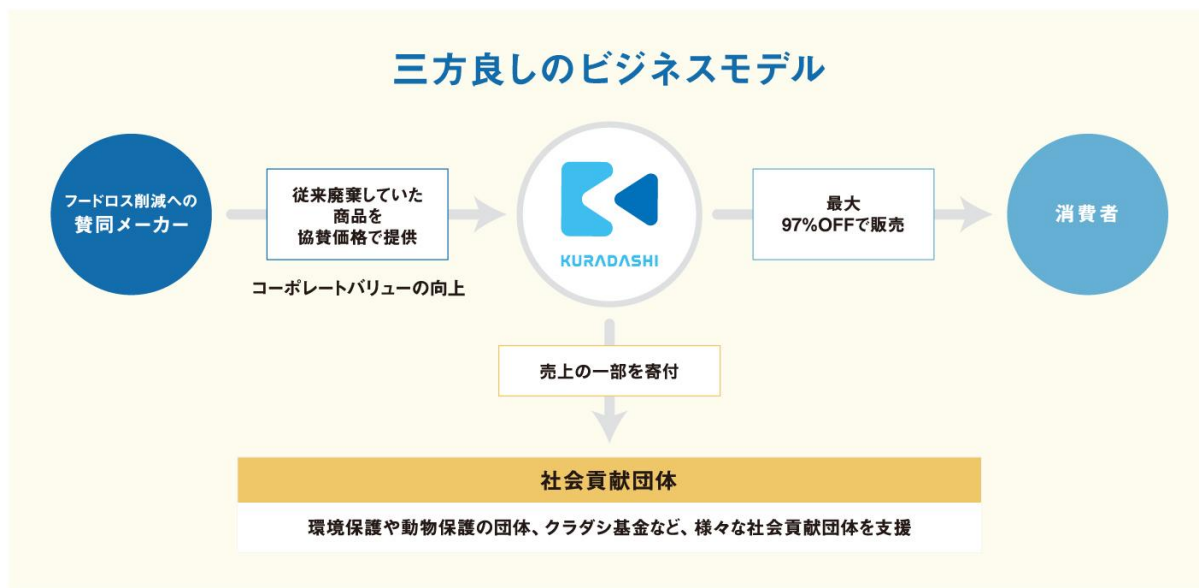 三方良しのビジネスモデル
フードロス削減への
賛同メーカー
従来廃棄していた
商品を
協賛価格で提供
コーポレートバリューの向上
KURADASHI
最大
97%OFFで販売
消費者
売上の一部を寄付
社会貢献団体
環境保護や動物保護の団体、クラダシ基金など、様々な社会貢献団体を支援